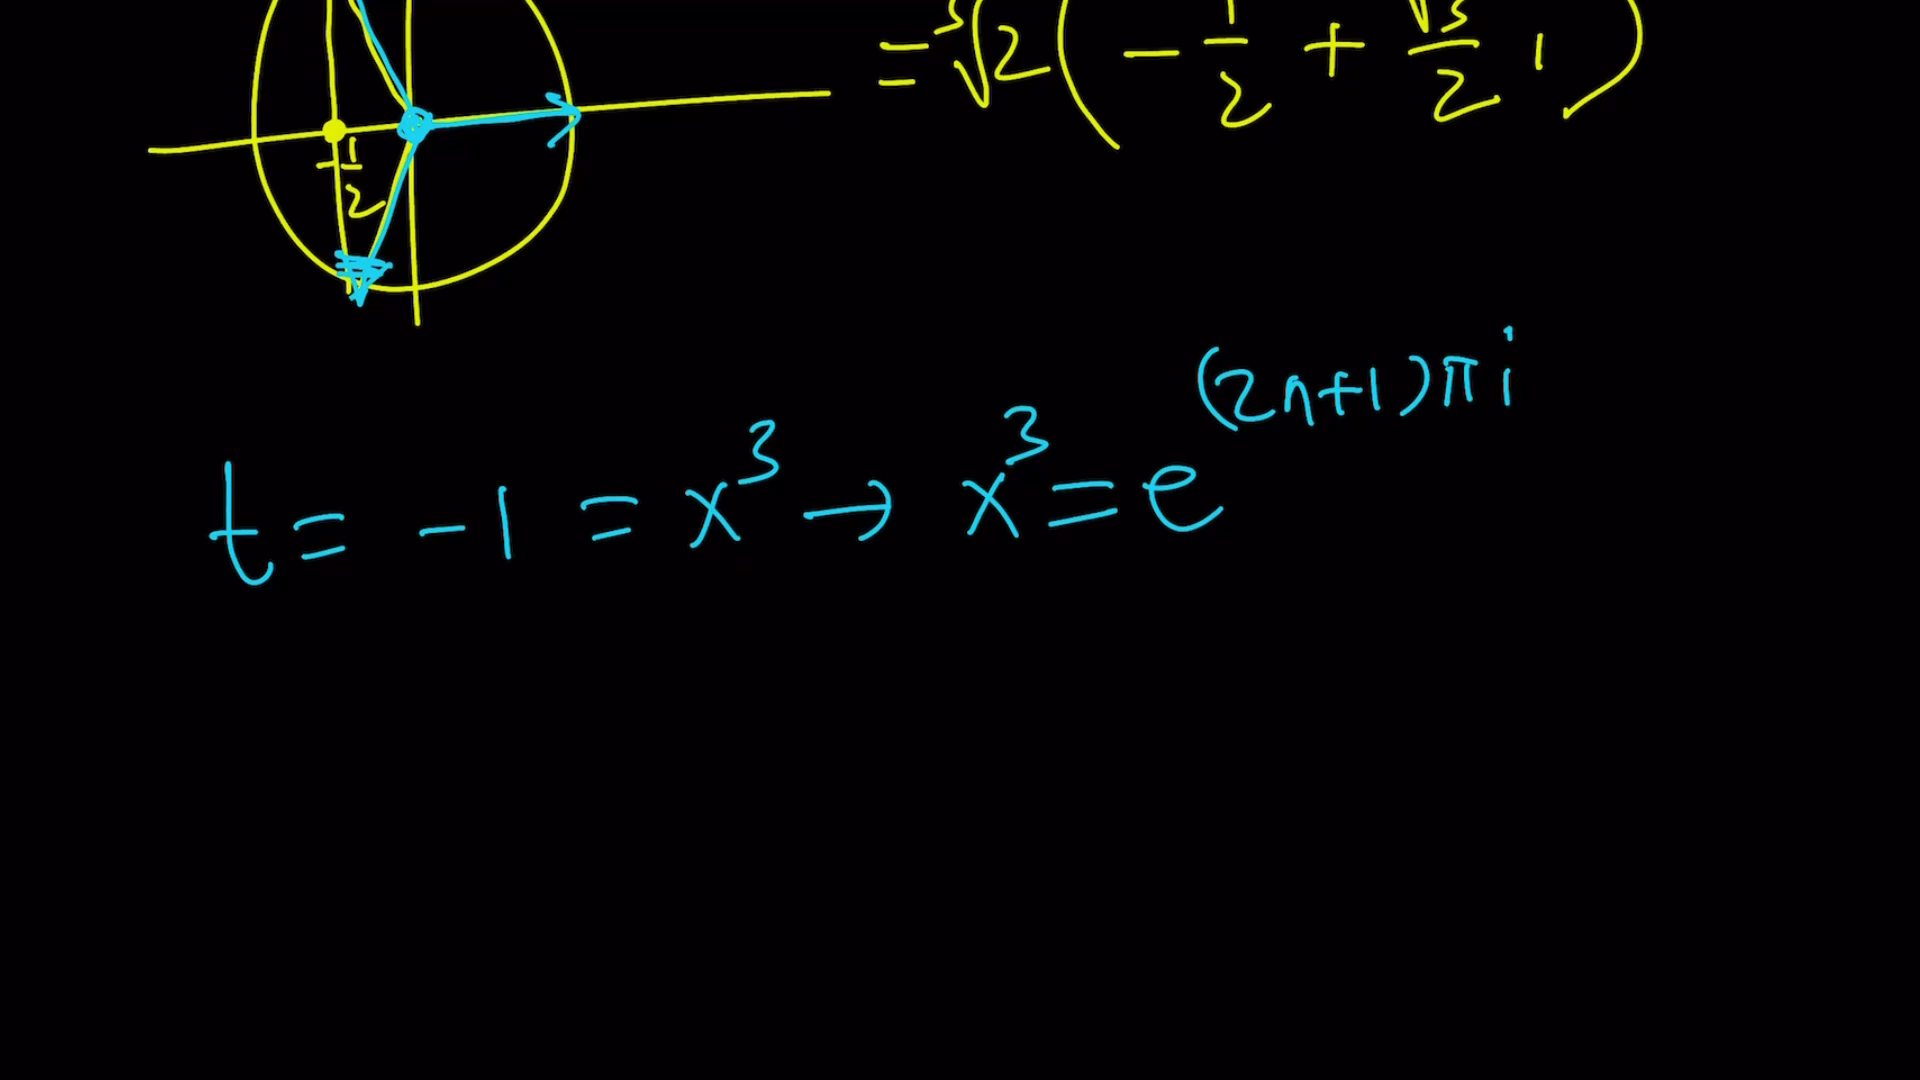 = ∛2 ( - 1/2 + √3/2 i )
- 1/2
t = -1 = x³ → x³ = e^(2n+1)πi